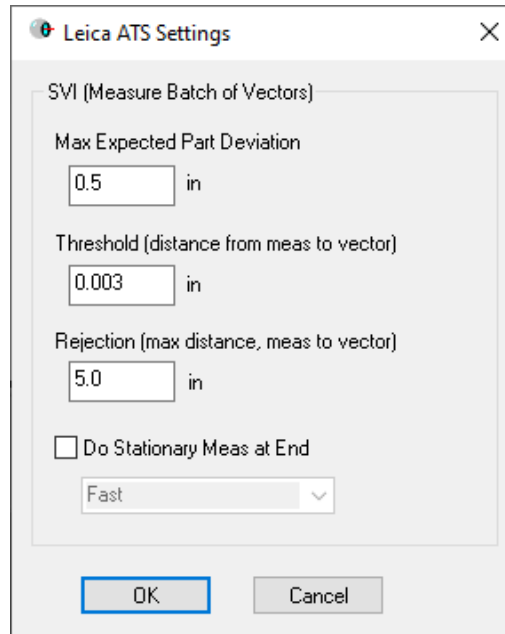 Leica ATS Settings
SVI (Measure Batch of Vectors)
Max Expected Part Deviation
0.5 in
Threshold (distance from meas to vector)
0.003 in
Rejection (max distance, meas to vector)
5.0 in
Do Stationary Meas at End
Fast
OK Cancel